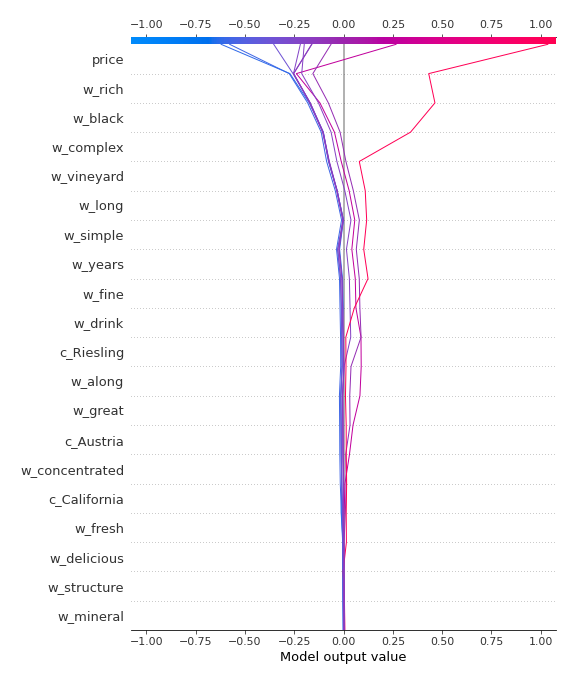 −1.00 −0.75 −0.50 −0.25 0.00 0.25 0.50 0.75 1.00
price
w_rich
w_black
w_complex
w_vineyard
w_long
w_simple
w_years
w_fine
w_drink
c_Riesling
w_along
w_great
c_Austria
w_concentrated
c_California
w_fresh
w_delicious
w_structure
w_mineral
−1.00 −0.75 −0.50 −0.25 0.00 0.25 0.50 0.75 1.00
Model output value